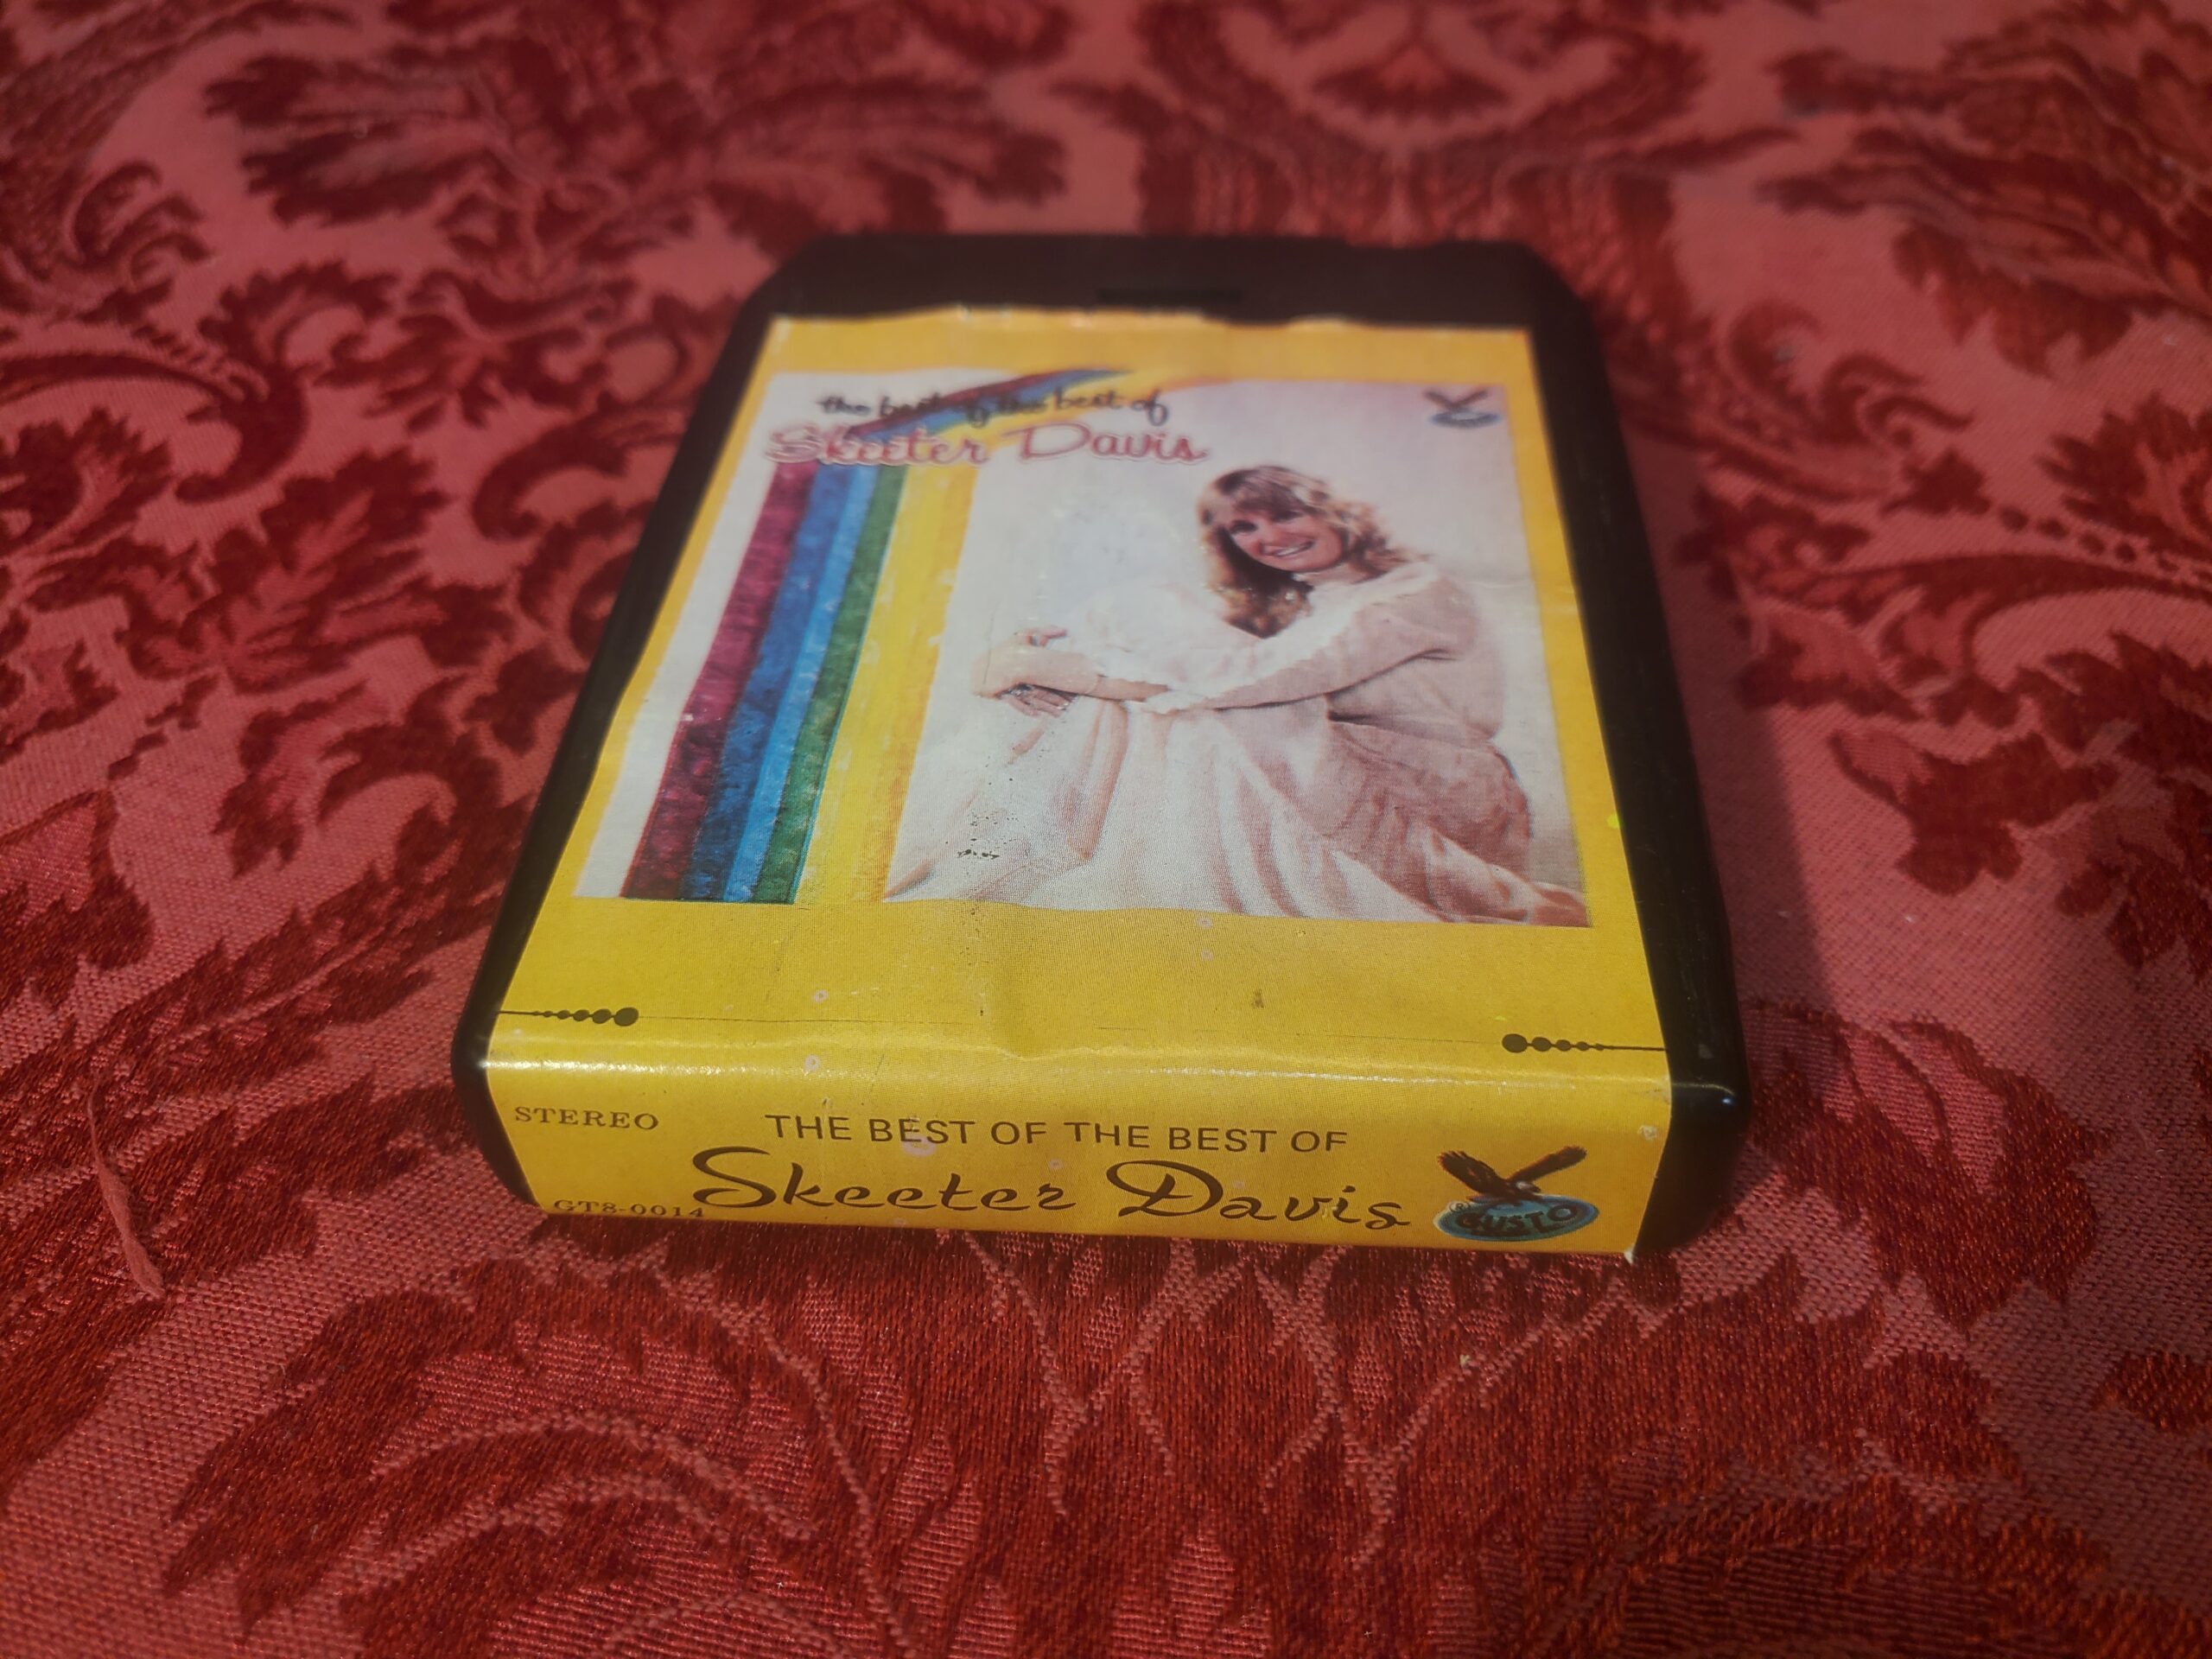 the best of the best of
Skeeter Davis
STEREO
THE BEST OF THE BEST OF
Skeeter Davis
GT8-0014
GUSTO